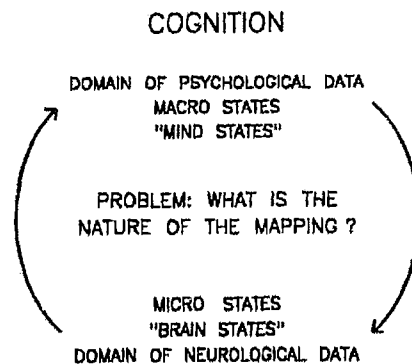 COGNITION
DOMAIN OF PSYCHOLOGICAL DATA
MACRO STATES
"MIND STATES"
PROBLEM: WHAT IS THE
NATURE OF THE MAPPING ?
MICRO STATES
"BRAIN STATES"
DOMAIN OF NEUROLOGICAL DATA